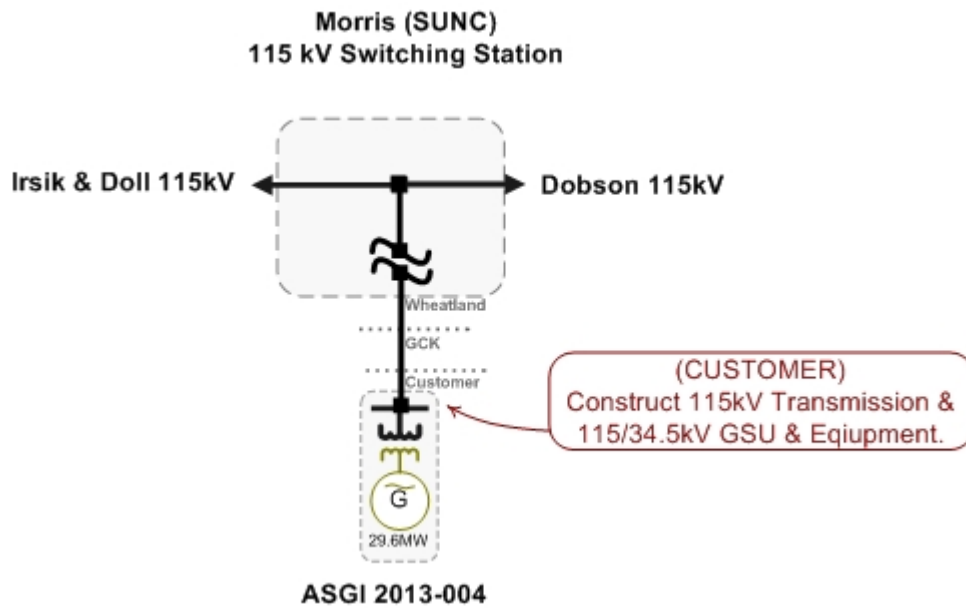 Morris (SUNC)
115 kV Switching Station
Irsik & Doll 115kV
Dobson 115kV
Wheatland
GCK
Customer
(CUSTOMER)
Construct 115kV Transmission &
115/34.5kV GSU & Eqiupment.
G
29.6MW
ASGI 2013-004